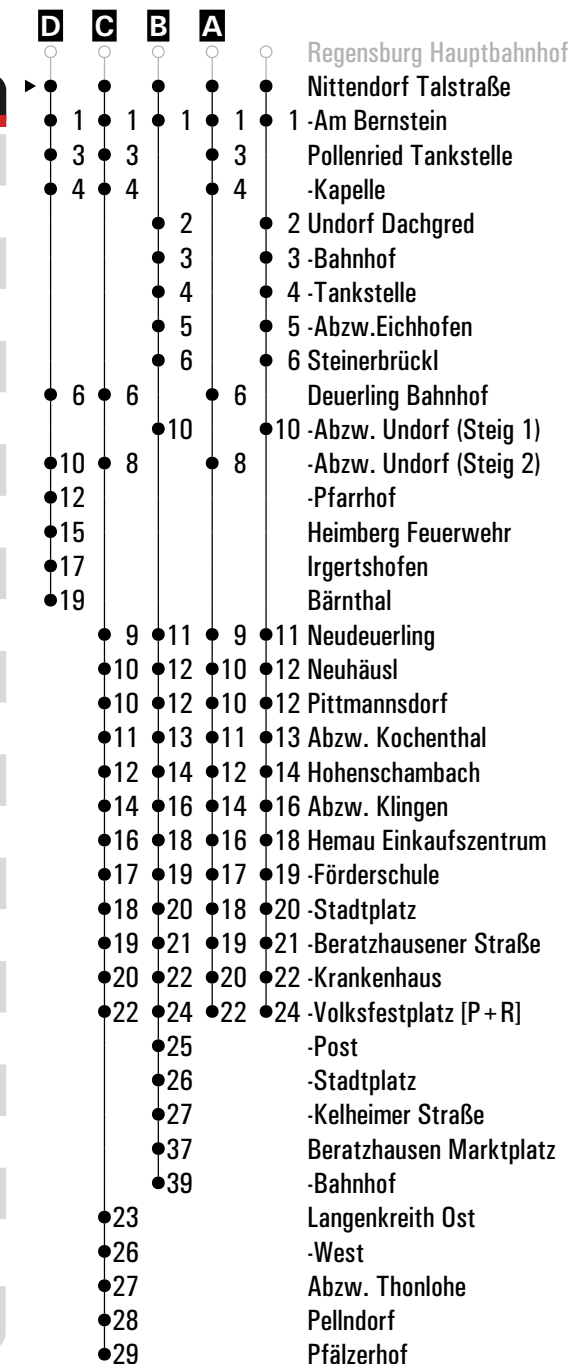 D C B A
Regensburg Hauptbahnhof
Nittendorf Talstraße
1 1 1 1 1 -Am Bernstein
3 3 3 Pollenried Tankstelle
4 4 4 -Kapelle
2 2 Undorf Dachgred
3 3 -Bahnhof
4 4 -Tankstelle
5 5 -Abzw.Eichhofen
6 6 Steinerbrückl
6 6 6 Deuerling Bahnhof
10 10 -Abzw. Undorf (Steig 1)
10 8 8 -Abzw. Undorf (Steig 2)
12 -Pfarrhof
15 Heimberg Feuerwehr
17 Irgertshofen
19 Bärnthal
9 11 9 11 Neudeuerling
10 12 10 12 Neuhäusl
10 12 10 12 Pittmannsdorf
11 13 11 13 Abzw. Kochenthal
12 14 12 14 Hohenschambach
14 16 14 16 Abzw. Klingen
16 18 16 18 Hemau Einkaufszentrum
17 19 17 19 -Förderschule
18 20 18 20 -Stadtplatz
19 21 19 21 -Beratzhausener Straße
20 22 20 22 -Krankenhaus
22 24 22 24 -Volksfestplatz [P+R]
25 -Post
26 -Stadtplatz
27 -Kelheimer Straße
37 Beratzhausen Marktplatz
39 -Bahnhof
23 Langenkreith Ost
26 -West
27 Abzw. Thonlohe
28 Pellndorf
29 Pfälzerhof